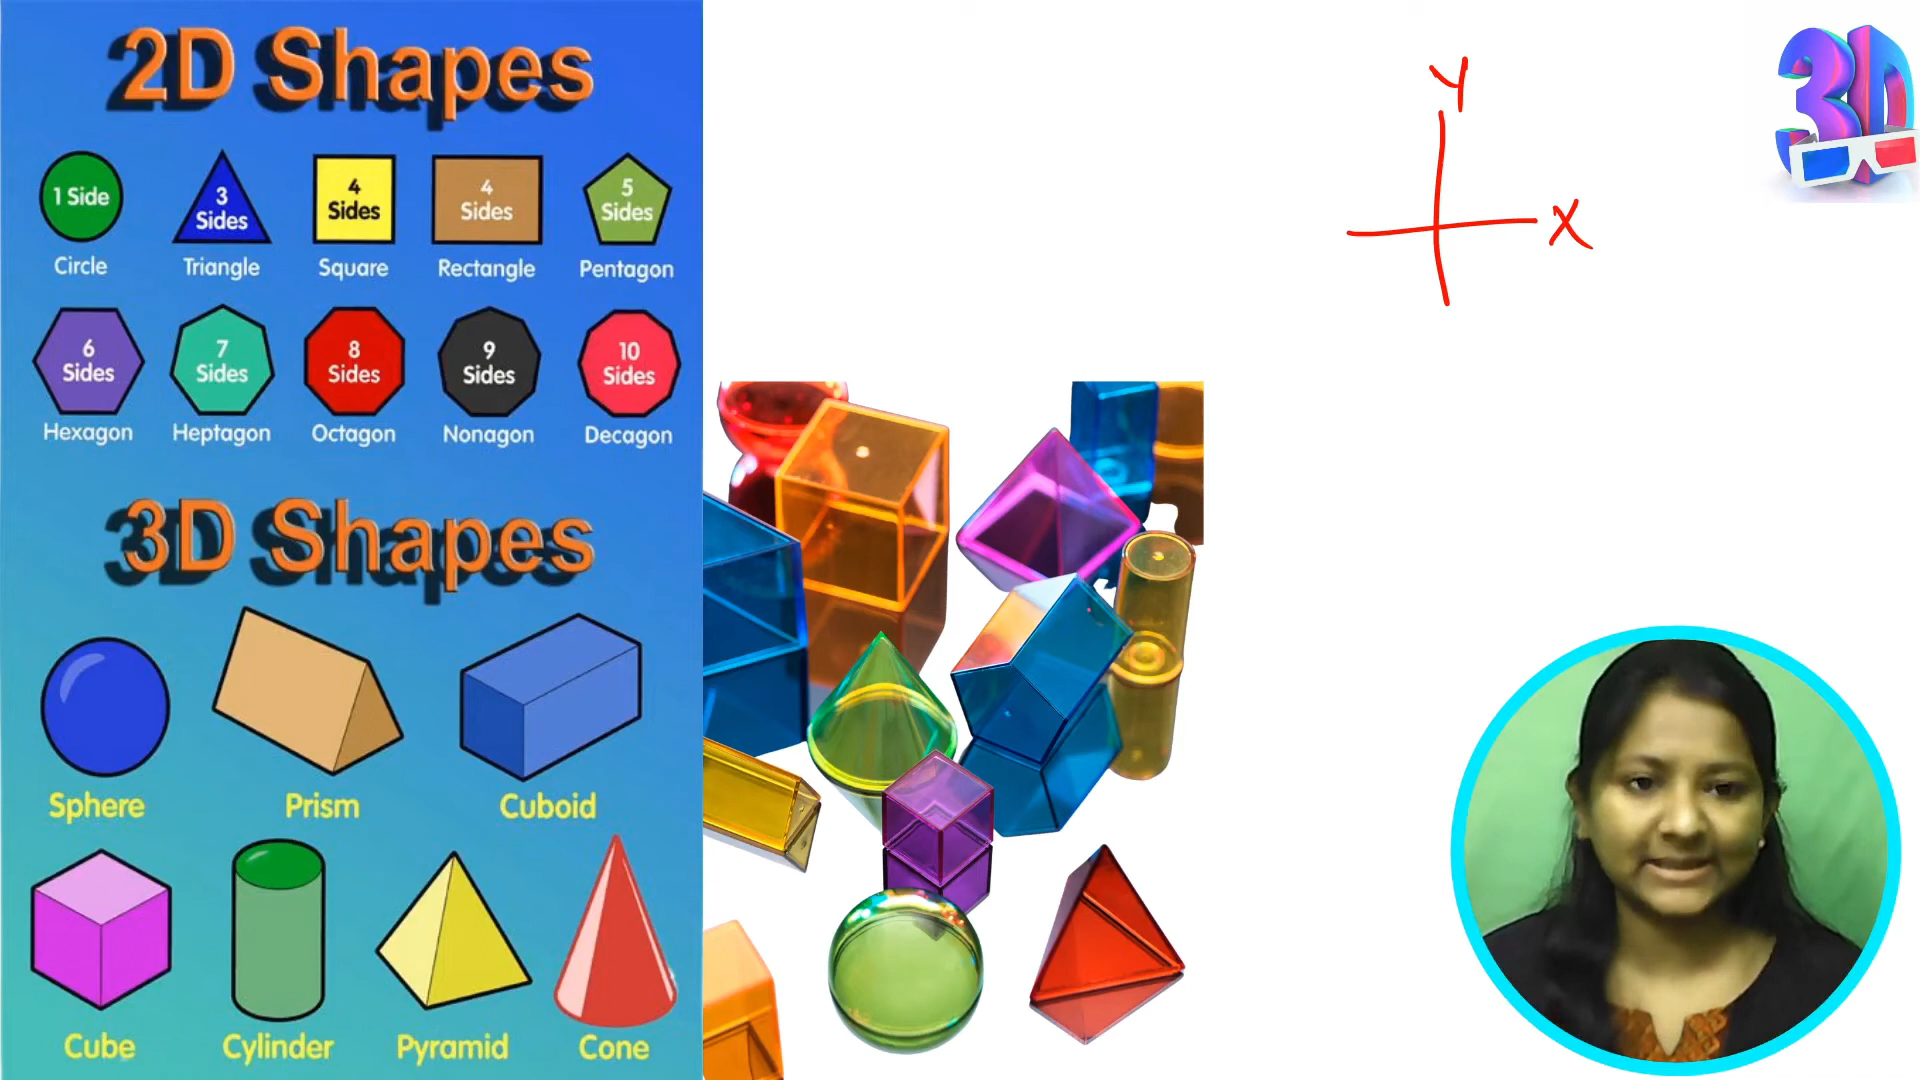 2D Shapes
1 Side
3 Sides
4 Sides
4 Sides
5 Sides
Circle Triangle Square Rectangle Pentagon
6 Sides
7 Sides
8 Sides
9 Sides
10 Sides
Hexagon Heptagon Octagon Nonagon Decagon
3D Shapes
Sphere Prism Cuboid
Cube Cylinder Pyramid Cone
Y
X
3D